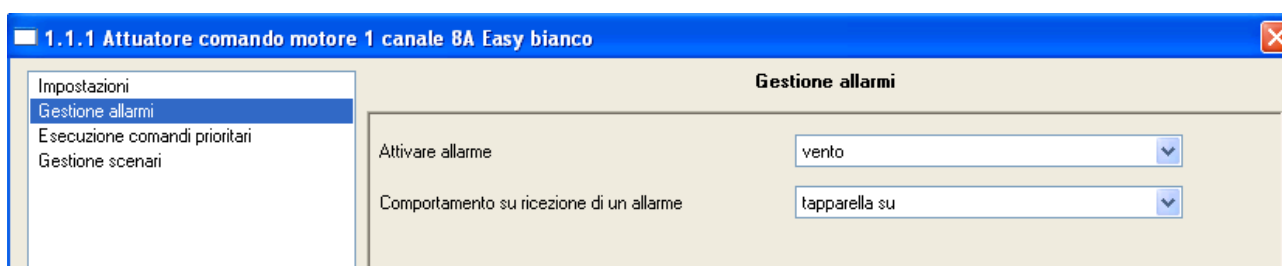 1.1.1 Attuatore comando motore 1 canale 8A Easy bianco
Impostazioni
Gestione allarmi
Esecuzione comandi prioritari
Gestione scenari
Gestione allarmi
Attivare allarme vento
Comportamento su ricezione di un allarme tapparella su